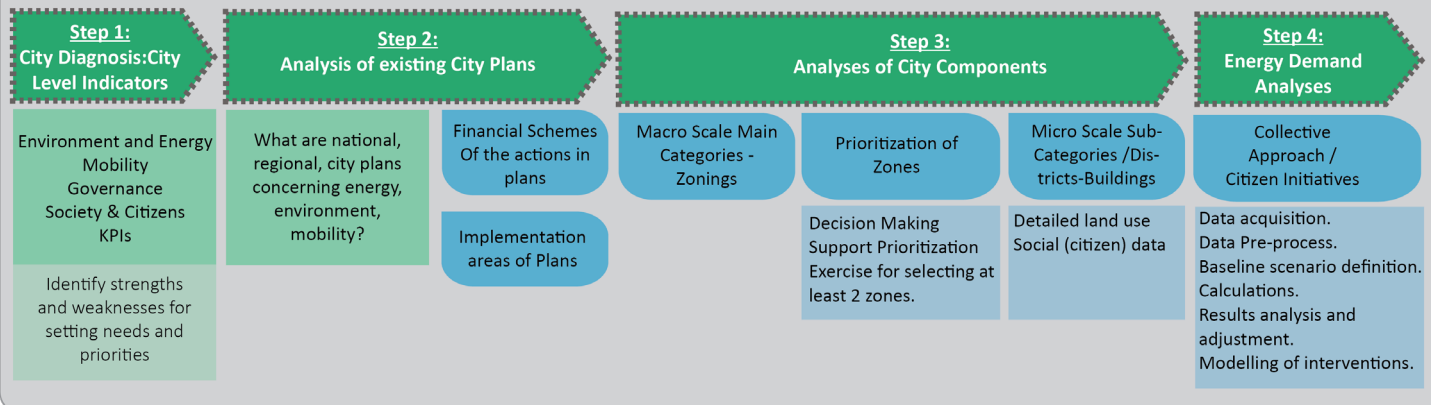 Step 1:
City Diagnosis:City
Level Indicators
Environment and Energy
Mobility
Governance
Society & Citizens
KPIs
Identify strengths
and weaknesses for
setting needs and
priorities
Step 2:
Analysis of existing City Plans
What are national,
regional, city plans
concerning energy,
environment,
mobility?
Financial Schemes
Of the actions in
plans
Implementation
areas of Plans
Step 3:
Analyses of City Components
Macro Scale Main
Categories -
Zonings
Prioritization of
Zones
Decision Making
Support Prioritization
Exercise for selecting at
least 2 zones.
Micro Scale Sub-
Categories /Dis-
tricts-Buildings
Detailed land use
Social (citizen) data
Step 4:
Energy Demand
Analyses
Collective
Approach /
Citizen Initiatives
Data acquisition.
Data Pre-process.
Baseline scenario definition.
Calculations.
Results analysis and
adjustment.
Modelling of interventions.